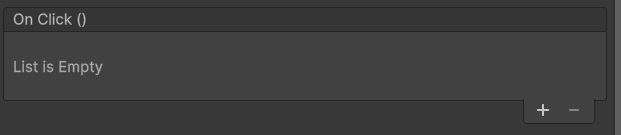 On Click ()
List is Empty
+ −